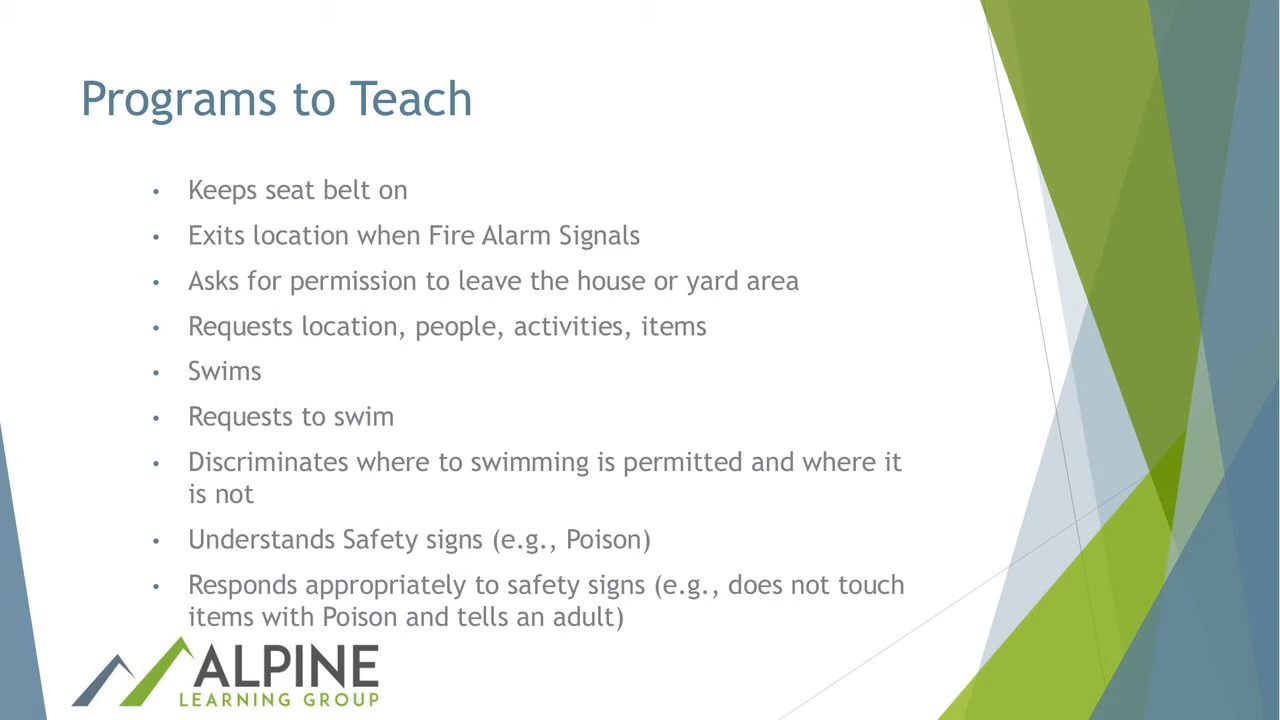 Programs to Teach
• Keeps seat belt on
• Exits location when Fire Alarm Signals
• Asks for permission to leave the house or yard area
• Requests location, people, activities, items
• Swims
• Requests to swim
• Discriminates where to swimming is permitted and where it
is not
• Understands Safety signs (e.g., Poison)
• Responds appropriately to safety signs (e.g., does not touch
items with Poison and tells an adult)
ALPINE
LEARNING GROUP